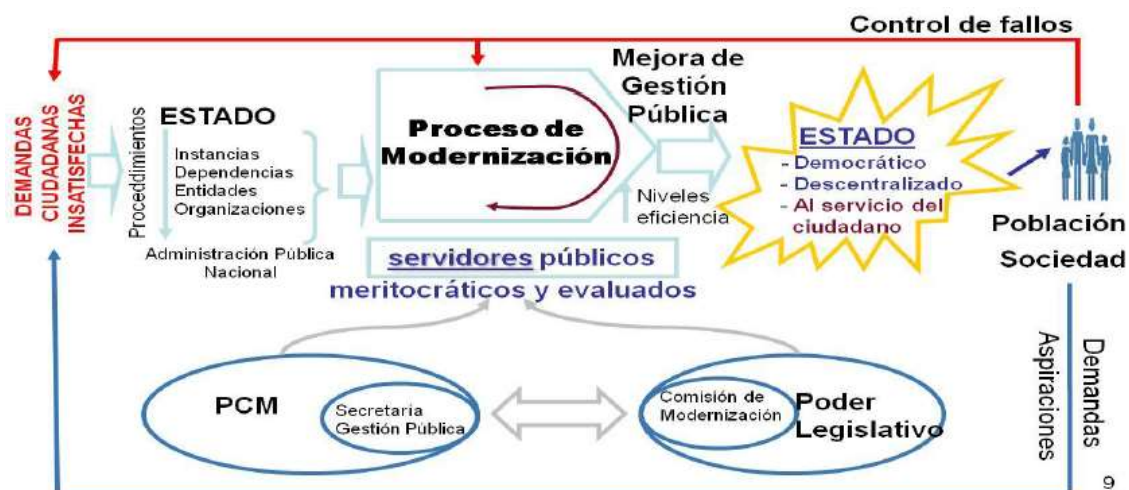 Control de fallos
DEMANDAS
CIUDADANAS
INSATISFECHAS
Proceddimientos
ESTADO
Instancias
Dependencias
Entidades
Organizaciones
Administración Pública
Nacional
Proceso de
Modernización
Mejora de
Gestión
Pública
Niveles
eficiencia
servidores públicos
meritocráticos y evaluados
ESTADO
- Democrático
- Descentralizado
- Al servicio del
ciudadano
Población
Sociedad
PCM
Secretaría
Gestión Pública
Comisión de
Modernización
Poder
Legislativo
Aspiraciones
Demandas
9